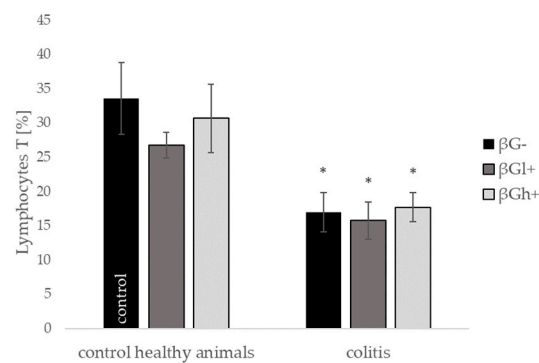 45
40
35
30
25
20
15
10
5
0
Lymphocytes T [%]
control
* * *
βG-
βGl+
βGh+
control healthy animals colitis